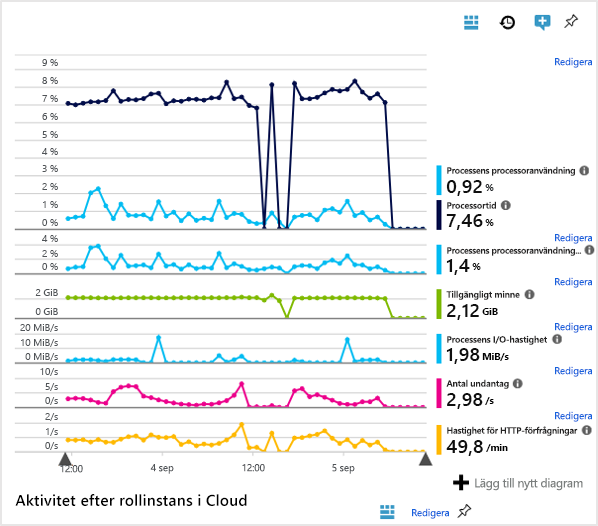 Redigera
9 %
8 %
7 %
6 %
5 %
4 %
3 %
2 %
1 %
0 %
Processens processoranvändning
0,92 %
Processortid
7,46 %
Redigera
4 %
2 %
0 %
Processens processoranvändning...
1,4 %
Redigera
2 GiB
0 GiB
Tillgängligt minne
2,12 GiB
Redigera
20 MiB/s
10 MiB/s
0 MiB/s
Processens I/O-hastighet
1,98 MiB/s
Redigera
10/s
5/s
0/s
Antal undantag
2,98 /s
Redigera
2/s
1/s
0/s
Hastighet för HTTP-förfrågningar
49,8 /min
12:00 4 sep 12:00 5 sep
Lägg till nytt diagram
Aktivitet efter rollinstans i Cloud
Redigera